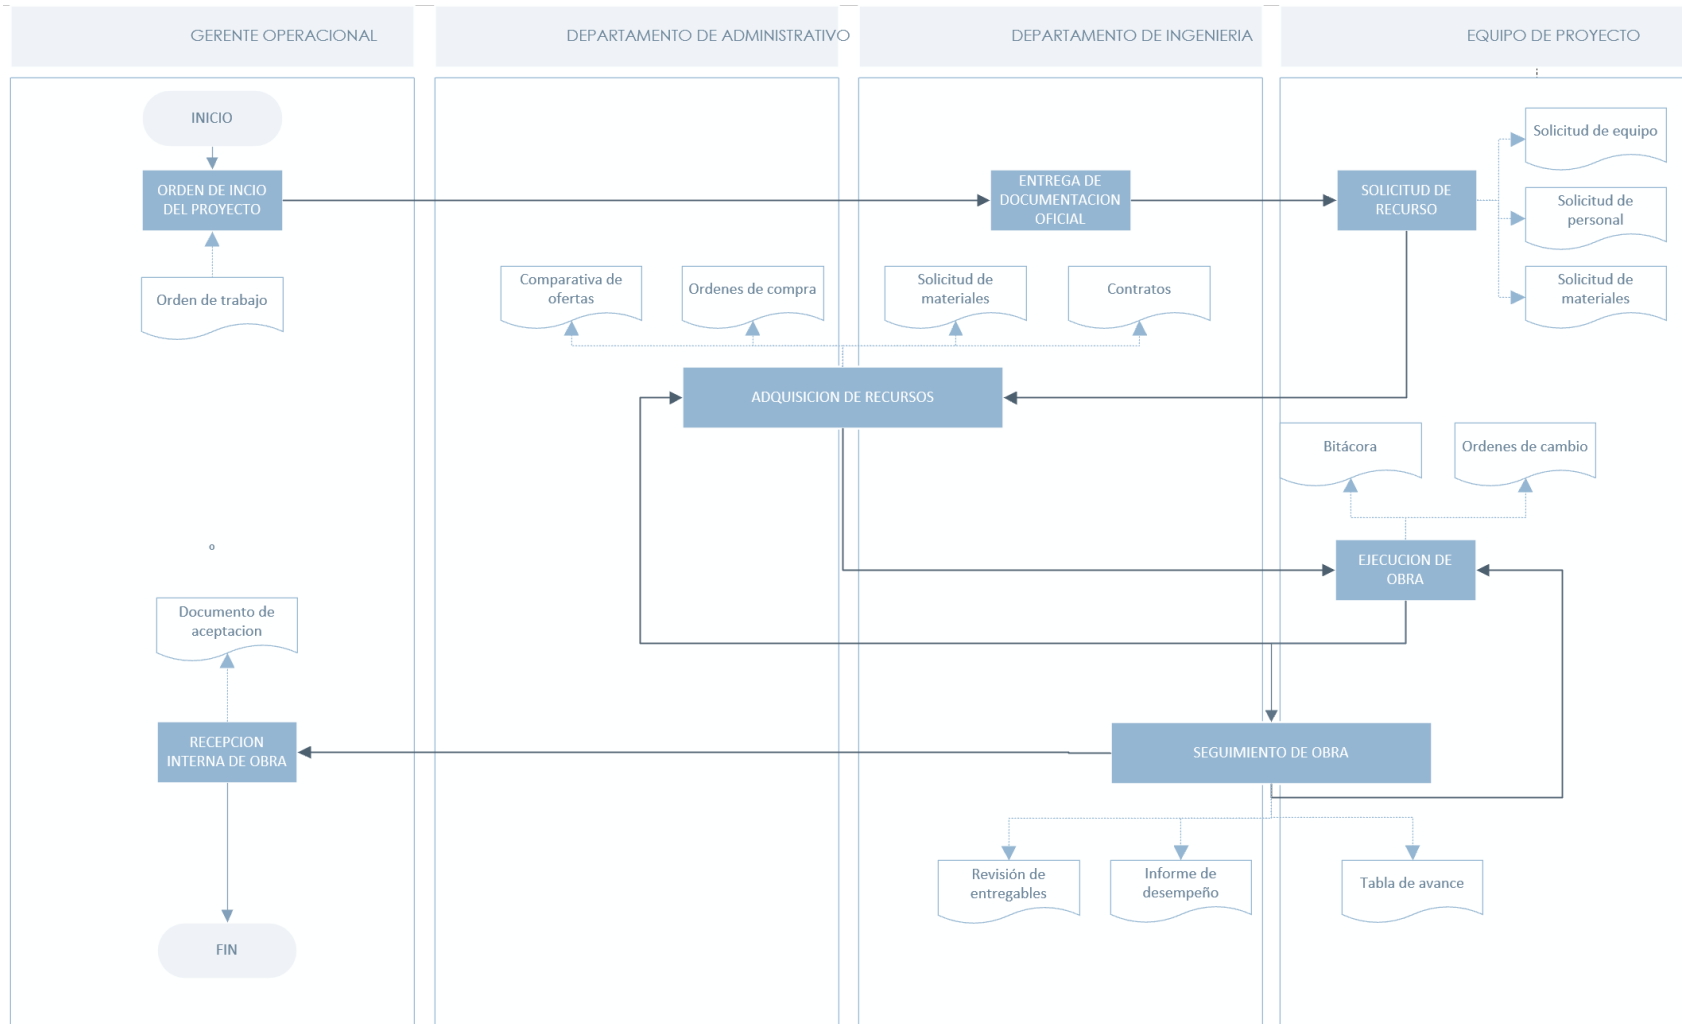 GERENTE OPERACIONAL
DEPARTAMENTO DE ADMINISTRATIVO
DEPARTAMENTO DE INGENIERIA
EQUIPO DE PROYECTO
INICIO
ORDEN DE INCIO
DEL PROYECTO
Orden de trabajo
ENTREGA DE
DOCUMENTACION
OFICIAL
SOLICITUD DE
RECURSO
Solicitud de equipo
Solicitud de
personal
Solicitud de
materiales
Comparativa de
ofertas
Ordenes de compra
Solicitud de
materiales
Contratos
ADQUISICION DE RECURSOS
Bitácora
Ordenes de cambio
EJECUCION DE
OBRA
o
Documento de
aceptacion
RECEPCION
INTERNA DE OBRA
SEGUIMIENTO DE OBRA
Revisión de
entregables
Informe de
desempeño
Tabla de avance
FIN